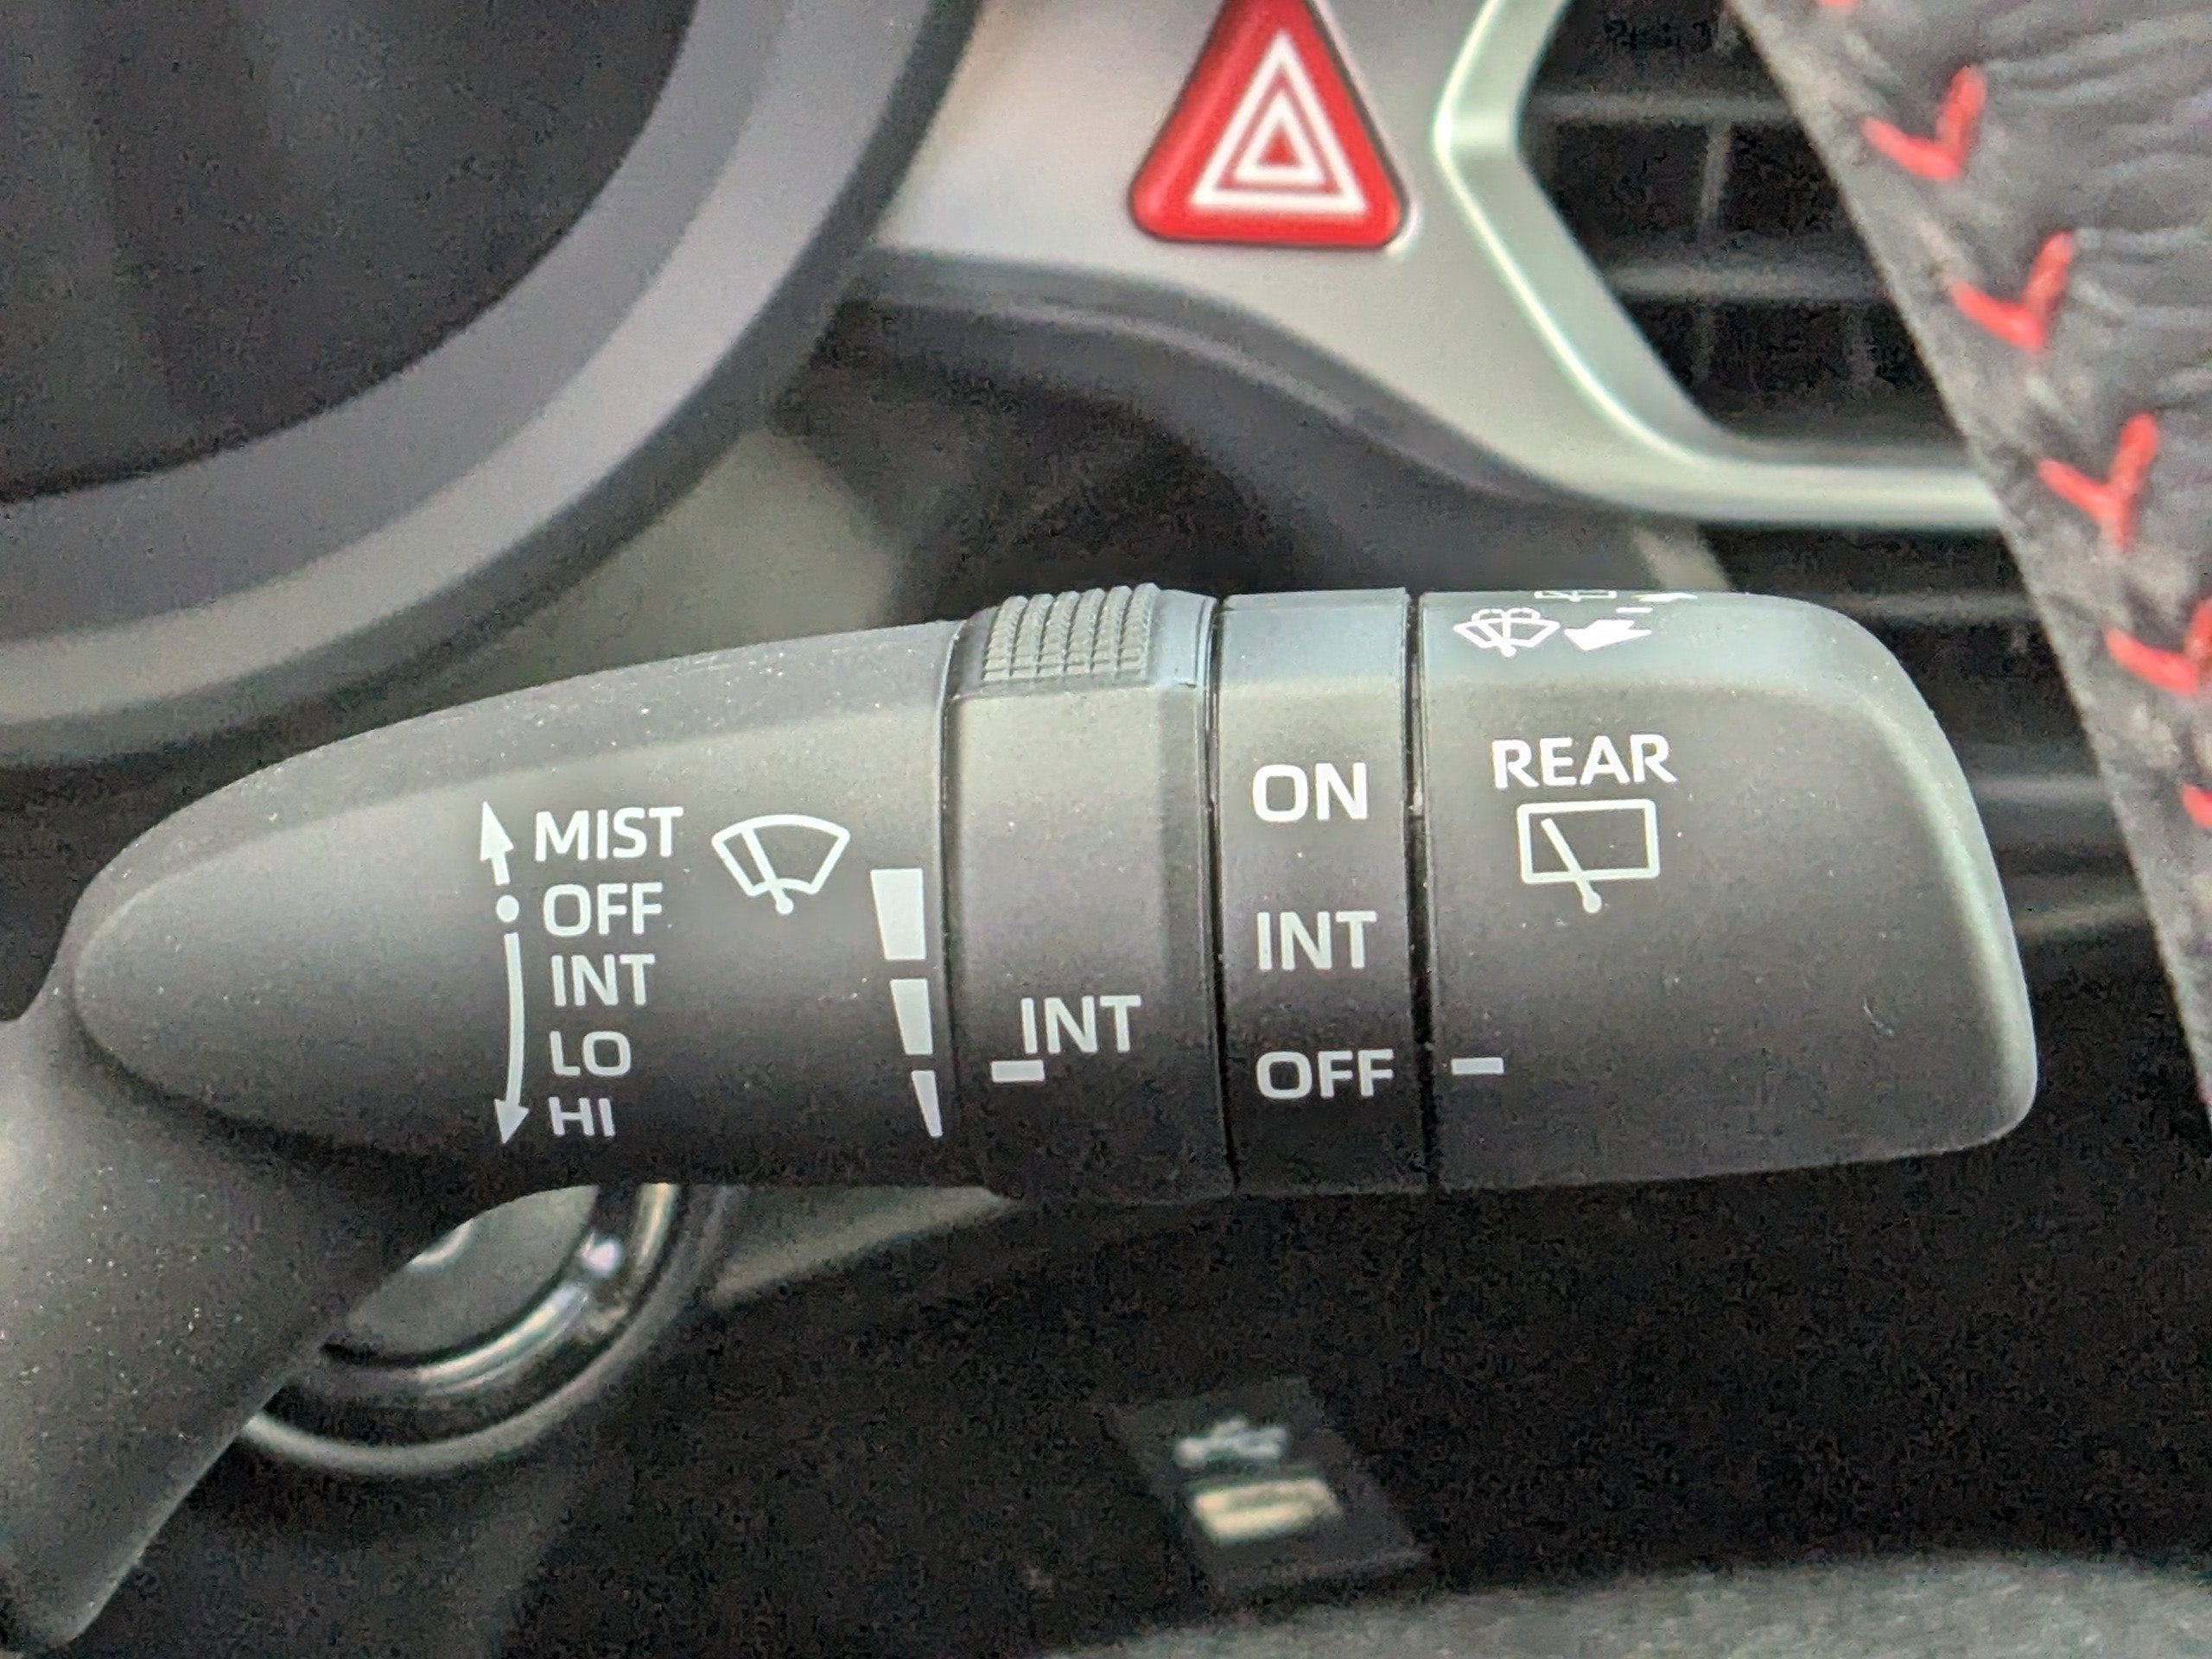 MIST
OFF
INT
LO
HI
INT
ON
INT
OFF
REAR